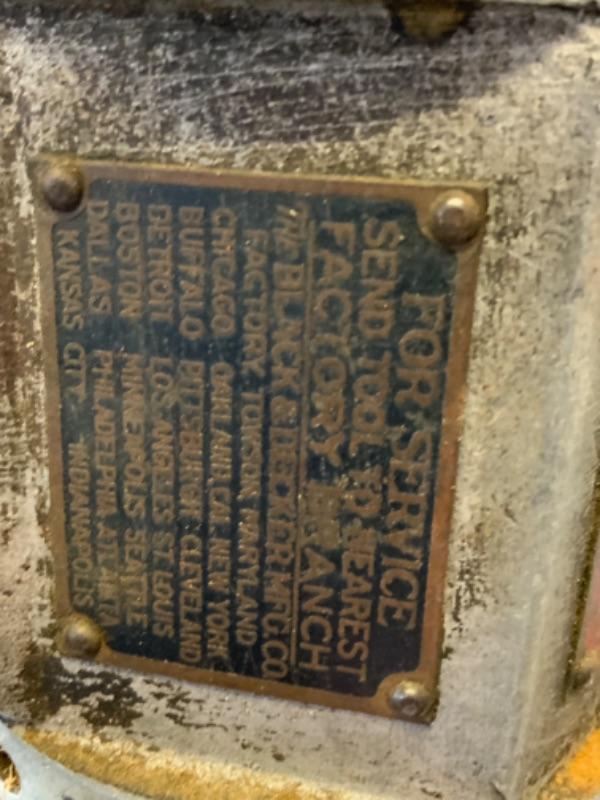 FOR SERVICE
SEND TOOL TO NEAREST
FACTORY BRANCH
THE BLACK & DECKER MFG. CO.
FACTORY TOWSON MARYLAND
CHICAGO OAKLAND CAL. NEW YORK
BUFFALO PITTSBURGH CLEVELAND
DETROIT LOS ANGELES ST. LOUIS
BOSTON MINNEAPOLIS SEATTLE
DALLAS PHILADELPHIA ATLANTA
KANSAS CITY INDIANAPOLIS